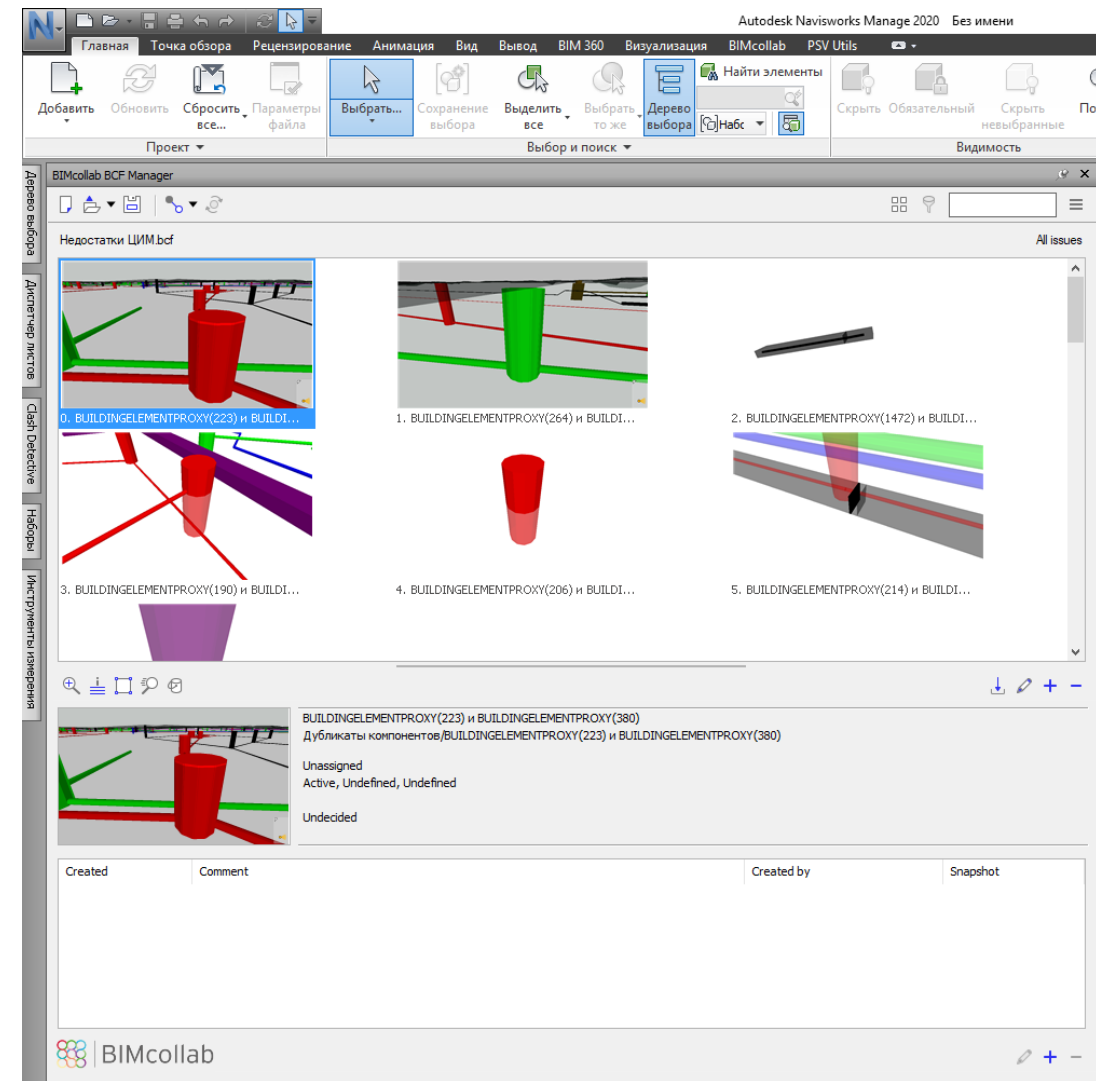 Autodesk Navisworks Manage 2020 Без имени
Главная Точка обзора Рецензирование Анимация Вид Вывод BIM 360 Визуализация BIMcollab PSV Utils
Добавить Обновить Сбросить все... Параметры файла
Выбрать... Сохранение выбора Выделить все Выбрать то же Дерево выбора
Найти элементы
Набс
Скрыть Обязательный Скрыть невыбранные По
Проект Выбор и поиск Видимость
Дерево выбора
Диспетчер листов
Clash Detective
Наборы
Инструменты измерения
BIMcollab BCF Manager
Недостатки ЦИМ.bcf All issues
0. BUILDINGELEMENTPROXY(223) и BUILDI... 1. BUILDINGELEMENTPROXY(264) и BUILDI... 2. BUILDINGELEMENTPROXY(1472) и BUILDI...
3. BUILDINGELEMENTPROXY(190) и BUILDI... 4. BUILDINGELEMENTPROXY(206) и BUILDI... 5. BUILDINGELEMENTPROXY(214) и BUILDI...
BUILDINGELEMENTPROXY(223) и BUILDINGELEMENTPROXY(380)
Дубликаты компонентов/BUILDINGELEMENTPROXY(223) и BUILDINGELEMENTPROXY(380)
Unassigned
Active, Undefined, Undefined
Undecided
Created Comment Created by Snapshot
BIMcollab